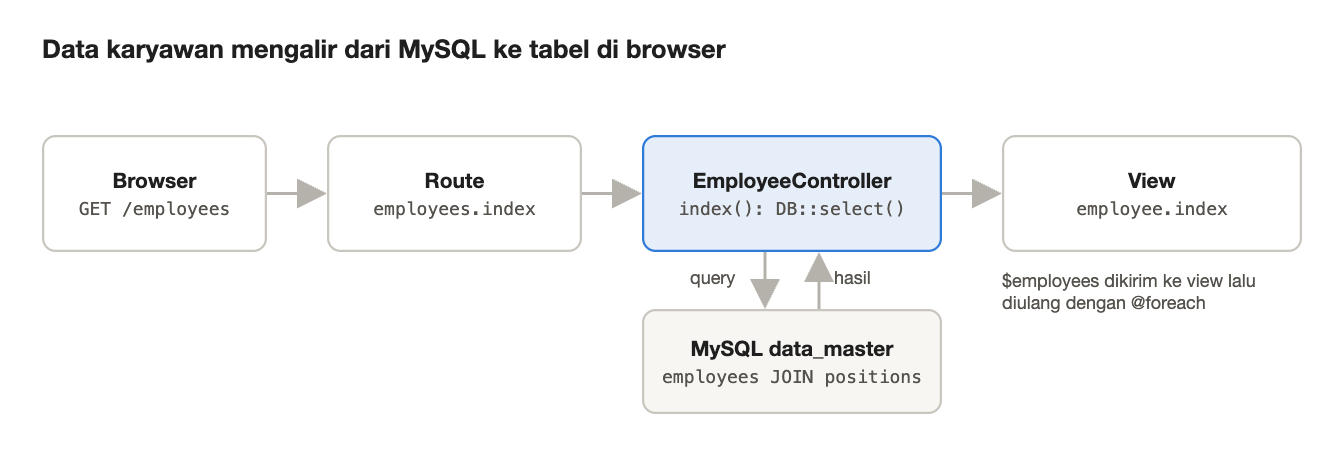 Data karyawan mengalir dari MySQL ke tabel di browser
Browser
GET /employees
Route
employees.index
EmployeeController
index(): DB::select()
View
employee.index
query
hasil
$employees dikirim ke view lalu
diulang dengan @foreach
MySQL data_master
employees JOIN positions